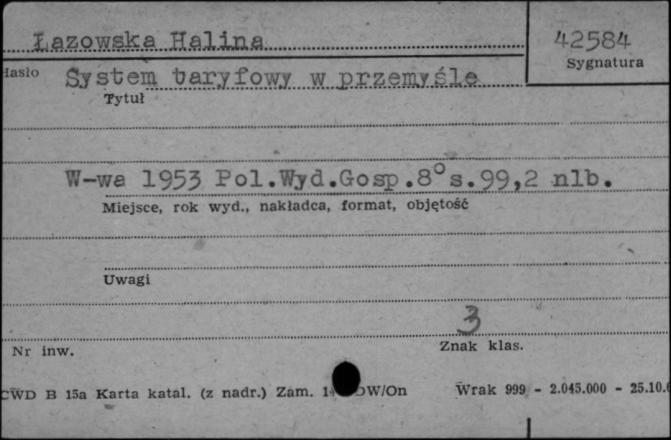 Łazowska Halina
42584
Sygnatura
Hasło
System taryfowy w przemyśle
Tytuł
W-wa 1953 Pol.Wyd.Gosp.8° s.99,2 nlb.
Miejsce, rok wyd., nakładca, format, objętość
Uwagi
3
Nr inw.
Znak klas.
CWD B 15a Karta katal. (z nadr.) Zam. DW/On Wrak 999 - 2.045.000 - 25.10.